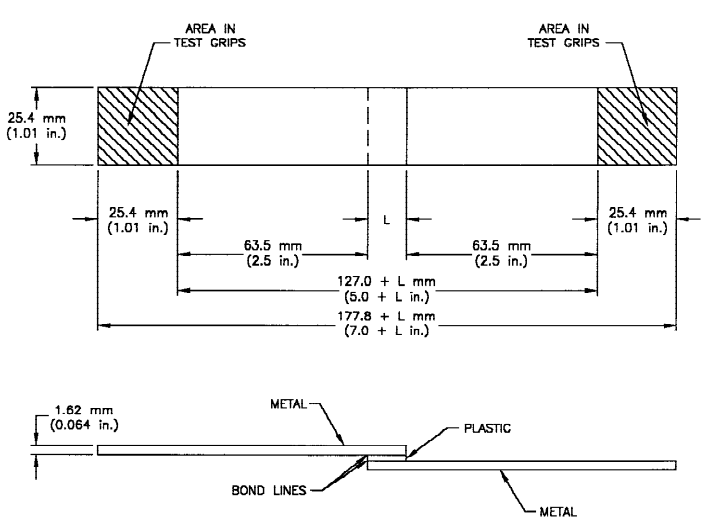 AREA IN
TEST GRIPS
AREA IN
TEST GRIPS
25.4 mm
(1.01 in.)
25.4 mm
(1.01 in.)
L
25.4 mm
(1.01 in.)
63.5 mm
(2.5 in.)
63.5 mm
(2.5 in.)
127.0 + L mm
(5.0 + L in.)
177.8 + L mm
(7.0 + L in.)
1.62 mm
(0.064 in.)
METAL
PLASTIC
BOND LINES
METAL